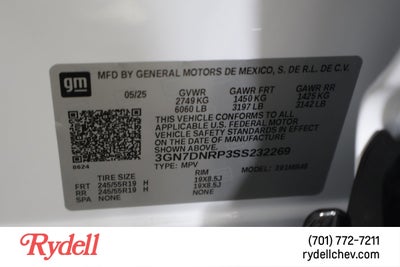 gm
MFD BY GENERAL MOTORS DE MEXICO, S. DE R.L. DE C.V.
05/25 GVWR GAWR FRT GAWR RR
2749 KG 1450 KG 1425 KG
6060 LB 3197 LB 3142 LB
THIS VEHICLE CONFORMS TO ALL
APPLICABLE U.S. FEDERAL MOTOR
VEHICLE SAFETY STANDARDS IN EFFECT
ON THE DATE OF MANUFACTURE
SHOWN ABOVE.
3GN7DNRP3SS232269
8624 TYPE: MPV MODEL:
TIRE SIZE RIM
FRT 245/55R19 H 19X8.5J
RR 245/55R19 H 19X8.5J
SPA NONE NONE
Rydell
(701) 772-7211
rydellchev.com